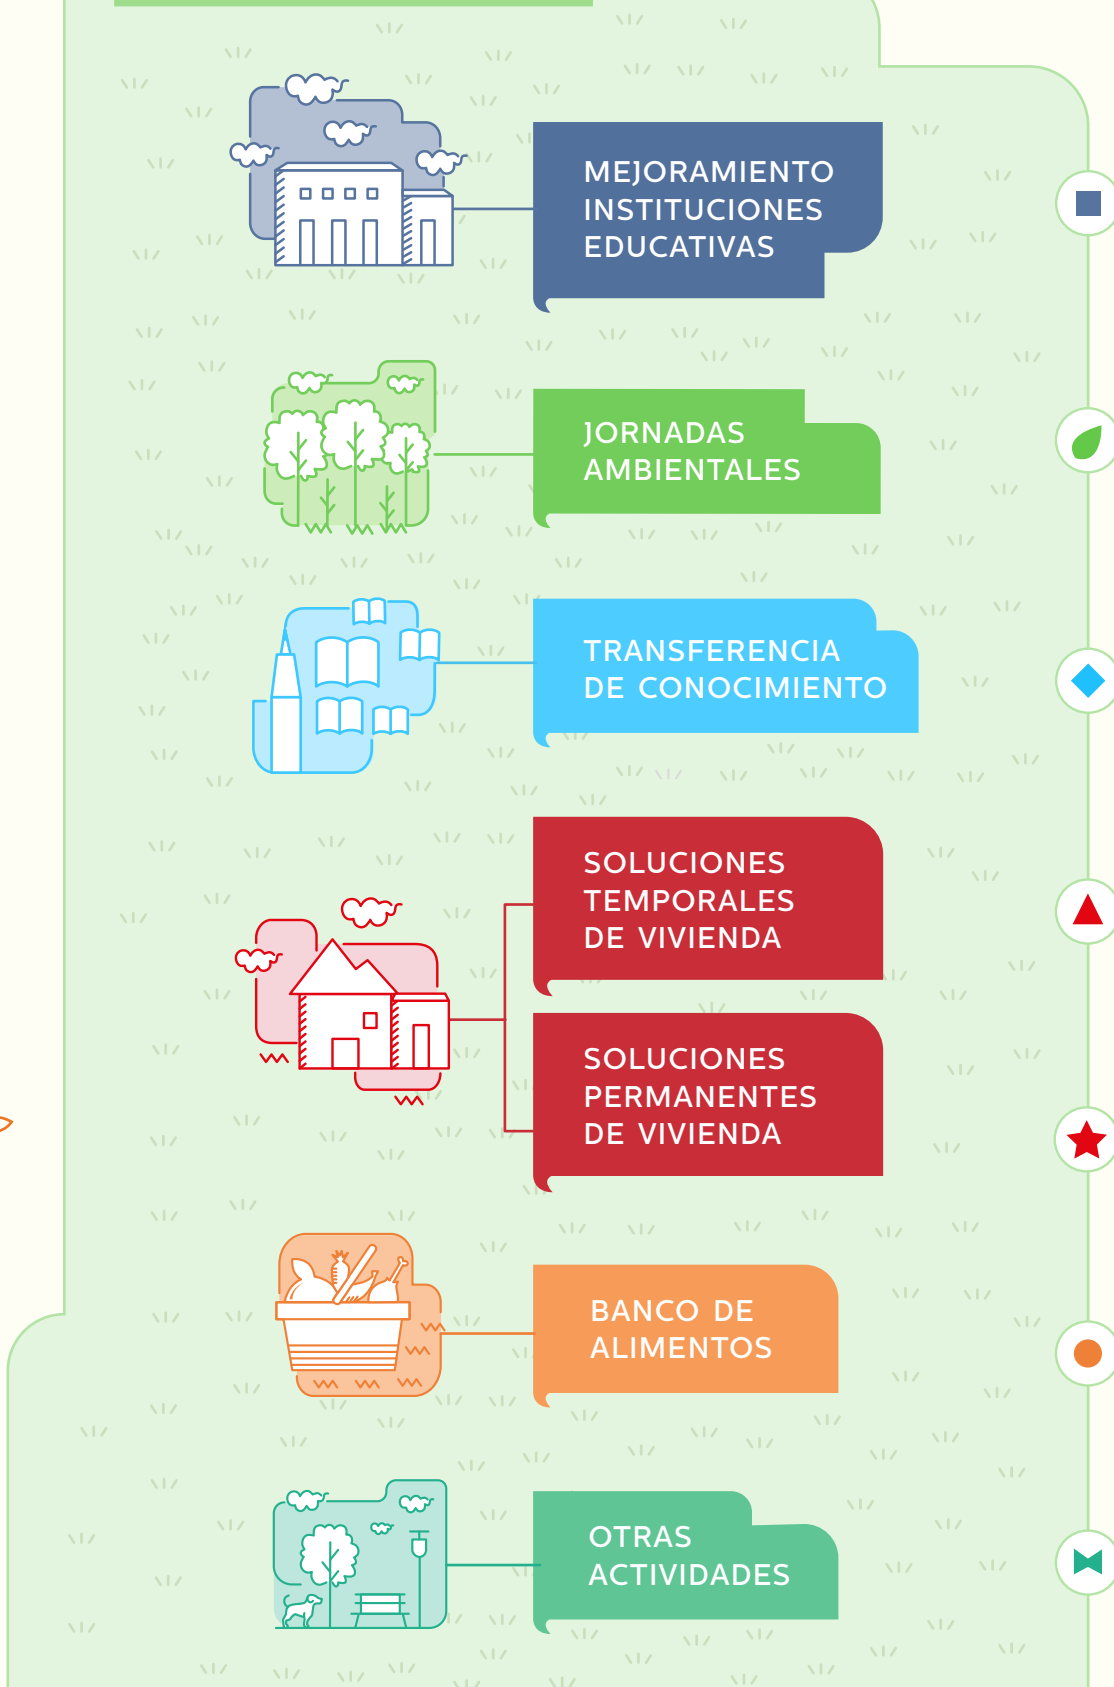 MEJORAMIENTO
INSTITUCIONES
EDUCATIVAS
JORNADAS
AMBIENTALES
TRANSFERENCIA
DE CONOCIMIENTO
SOLUCIONES
TEMPORALES
DE VIVIENDA
SOLUCIONES
PERMANENTES
DE VIVIENDA
BANCO DE
ALIMENTOS
OTRAS
ACTIVIDADES